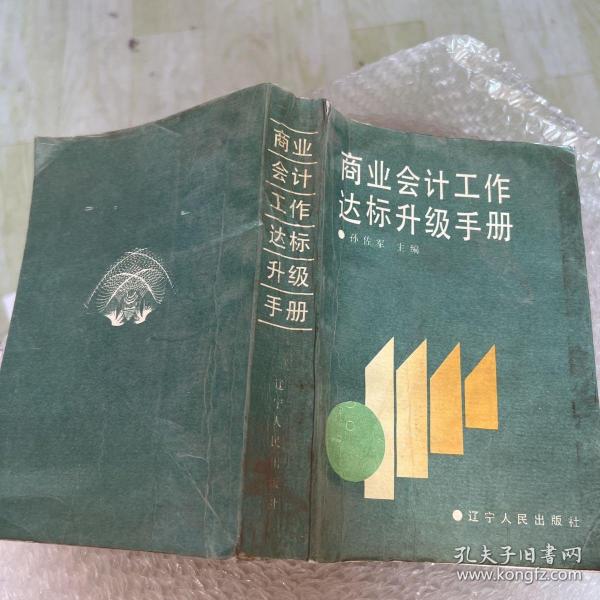 商业
会计
工作
达标
升级
手册
辽宁人民出版社
商业会计工作
达标升级手册
孙佐军 主编
辽宁人民出版社
孔夫子旧书网
www.kongfz.com